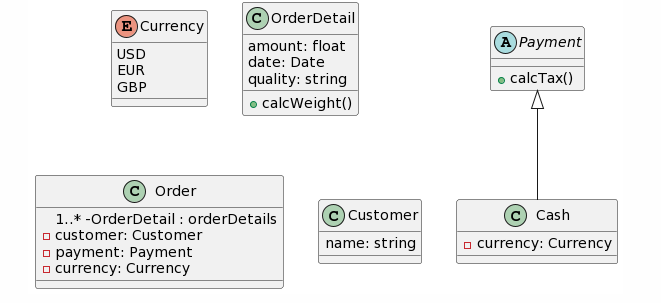 E Currency
USD
EUR
GBP
C OrderDetail
amount: float
date: Date
quality: string
calcWeight()
A Payment
calcTax()
C Order
1..* -OrderDetail : orderDetails
customer: Customer
payment: Payment
currency: Currency
C Customer
name: string
C Cash
currency: Currency